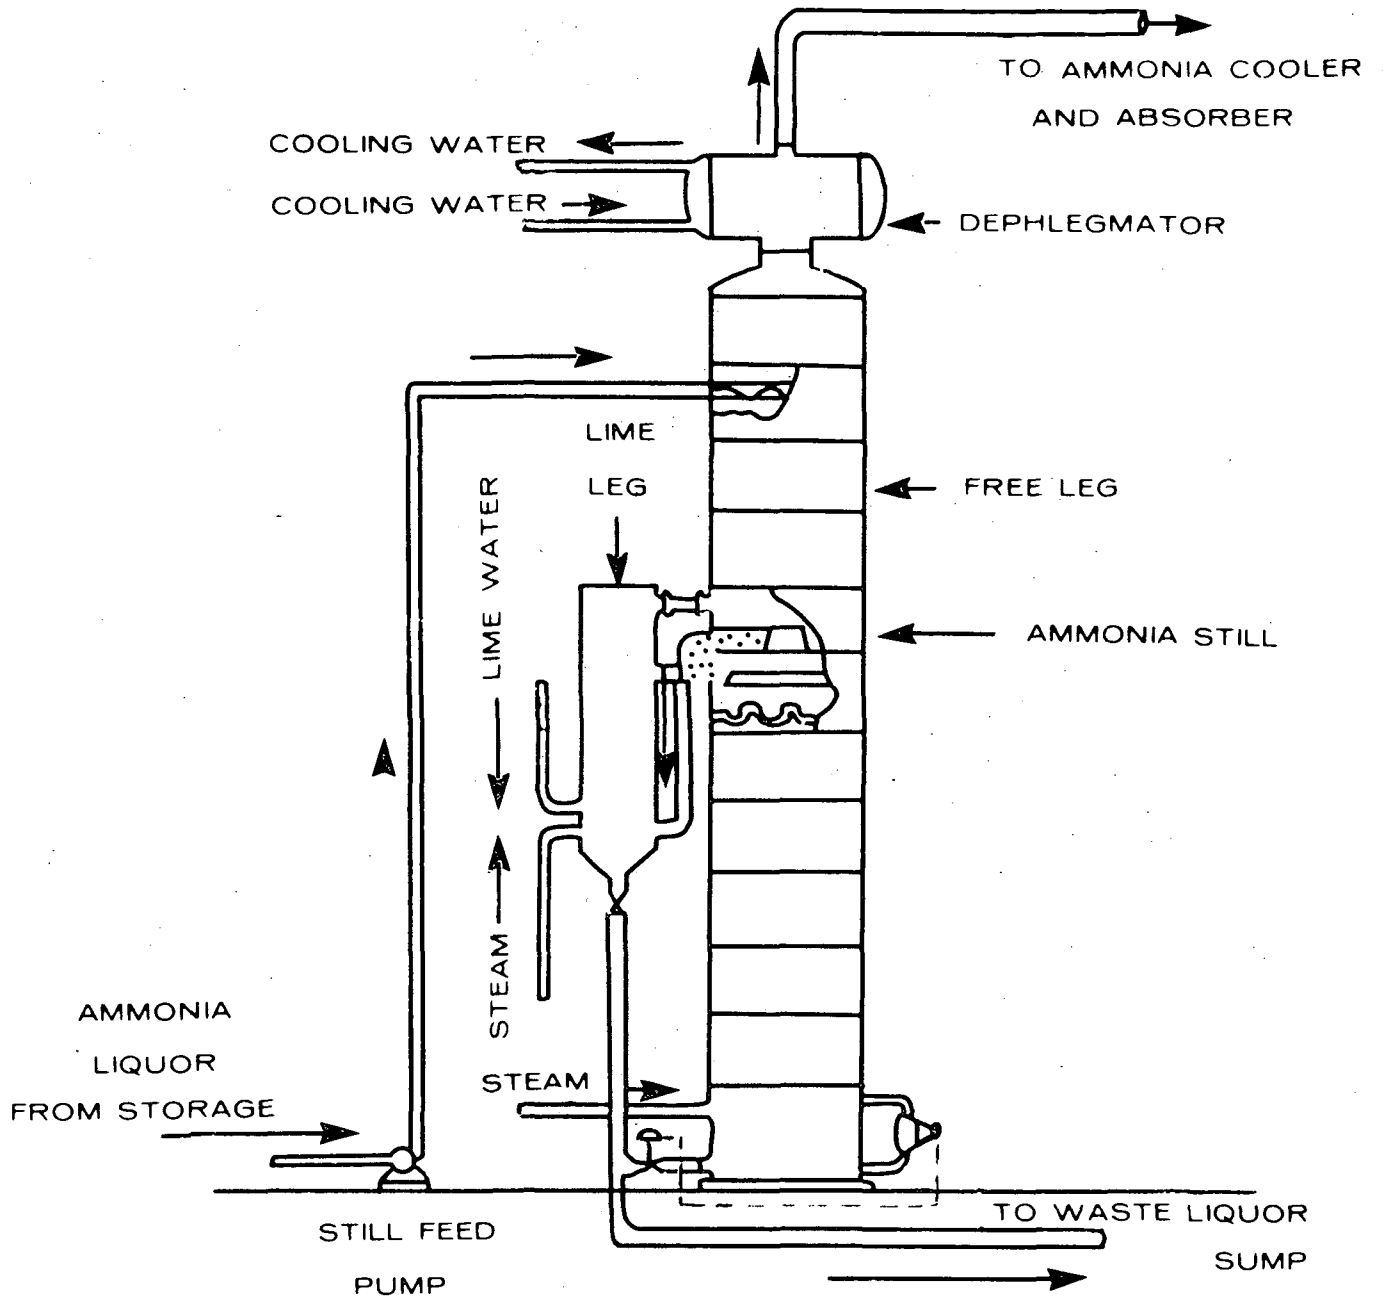 TO AMMONIA COOLER
AND ABSORBER
COOLING WATER
COOLING WATER
DEPHLEGMATOR
LIME
LEG
FREE LEG
LIME WATER
AMMONIA STILL
STEAM
AMMONIA
LIQUOR
FROM STORAGE
STEAM
TO WASTE LIQUOR
SUMP
STILL FEED
PUMP